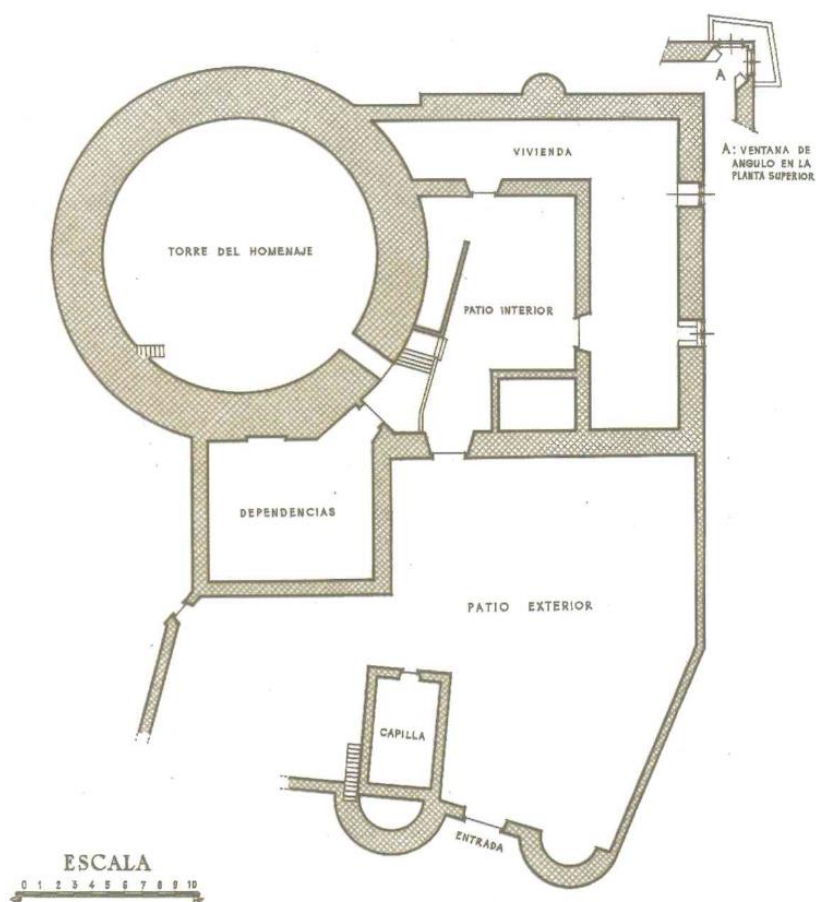 A
A: VENTANA DE
ANGULO EN LA
PLANTA SUPERIOR
VIVIENDA
TORRE DEL HOMENAJE
PATIO INTERIOR
DEPENDENCIAS
PATIO EXTERIOR
CAPILLA
ENTRADA
ESCALA
0 1 2 3 4 5 6 7 8 9 10